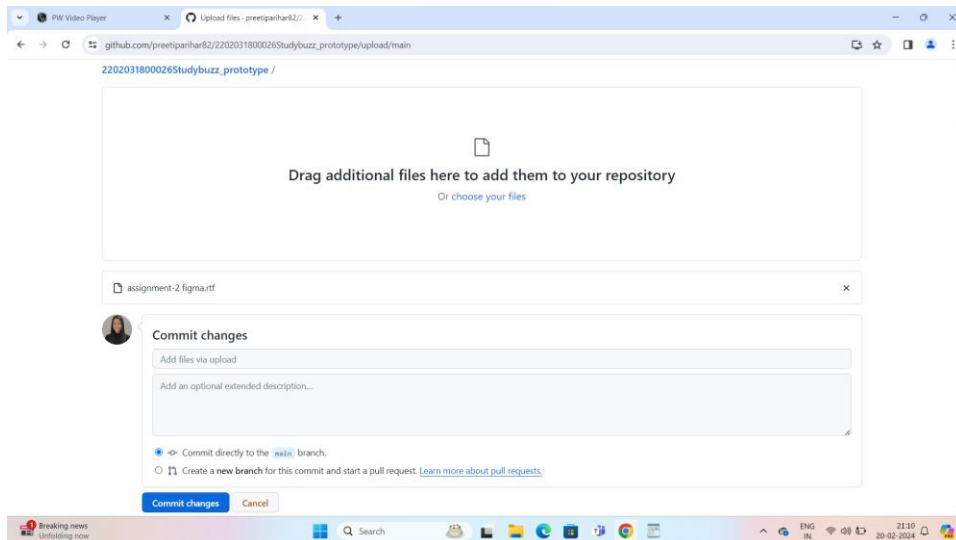 PW Video Player
Upload files · preetiparihar82/2
github.com/preetiparihar82/2202031800026Studybuzz_prototype/upload/main
2202031800026Studybuzz_prototype /
Drag additional files here to add them to your repository
Or choose your files
assignment-2 figma.rtf
Commit changes
Add files via upload
Add an optional extended description...
Commit directly to the main branch.
Create a new branch for this commit and start a pull request. Learn more about pull requests.
Commit changes Cancel
1 Breaking news
Unfolding now
Search
ENG
IN
21:10
20-02-2024